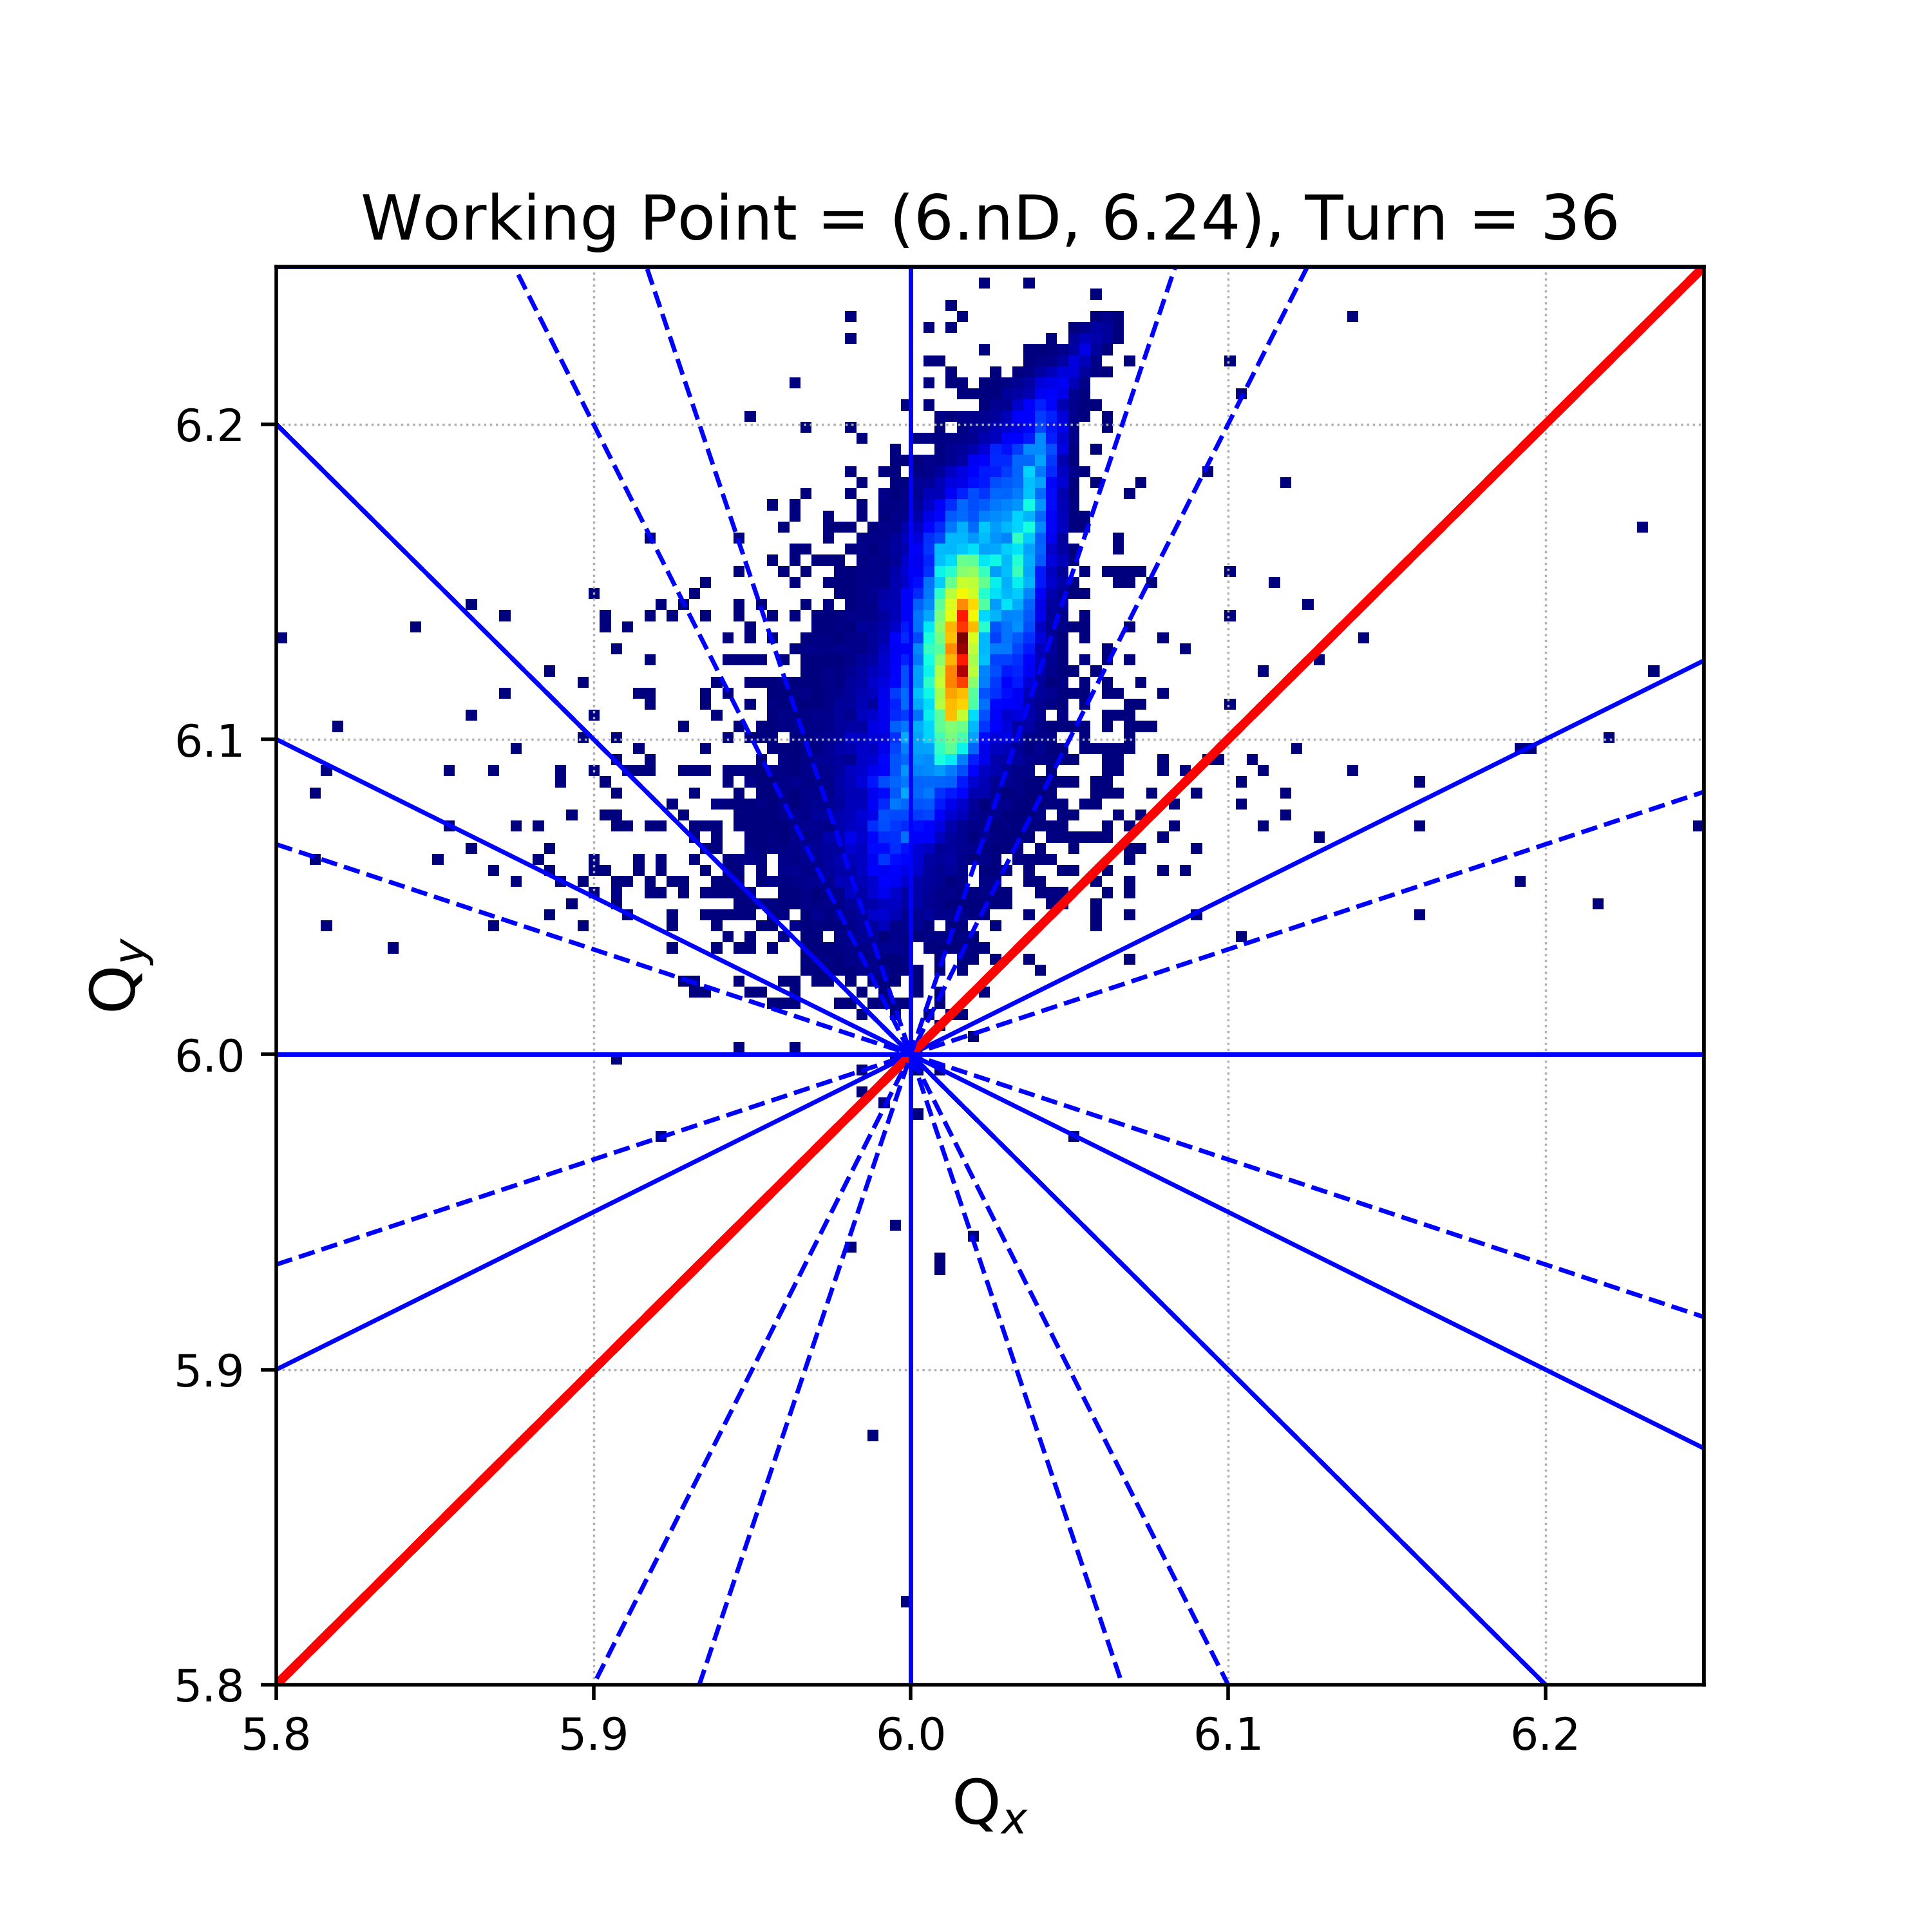 Working Point = (6.nD, 6.24), Turn = 36
6.2
6.1
6.0
5.9
5.8
Qy
5.8 5.9 6.0 6.1 6.2
Qx